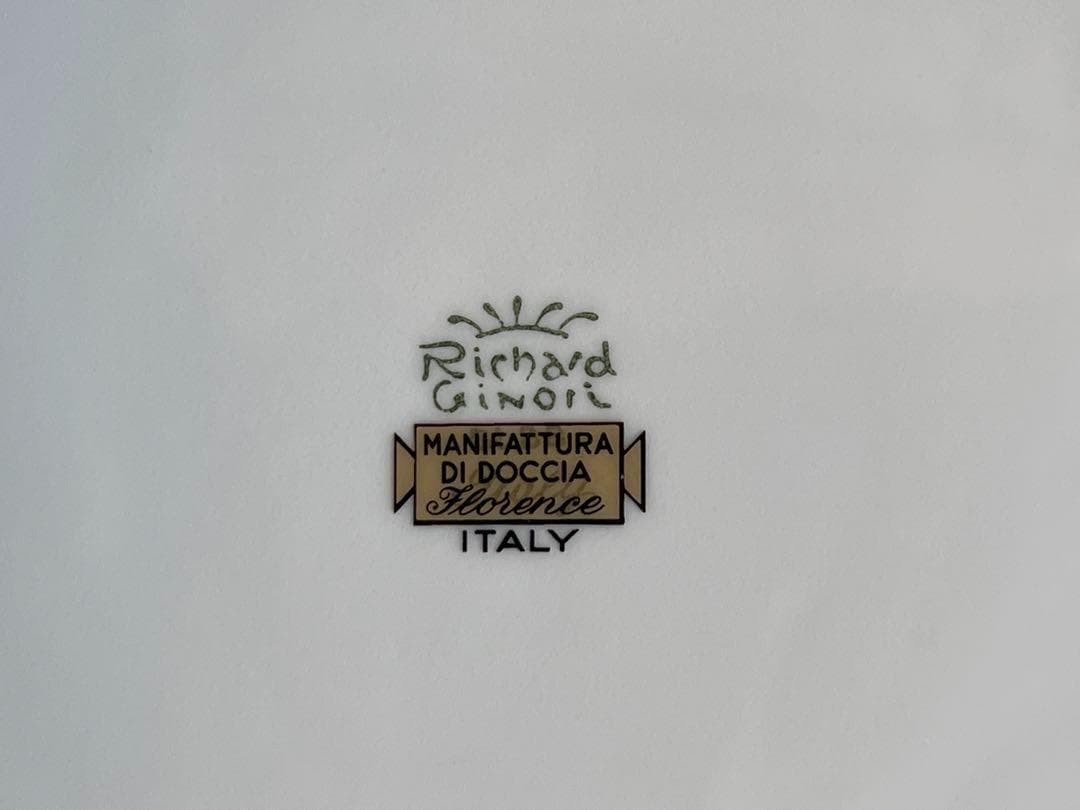 Richard
GINORI
MANIFATTURA
DI DOCCIA
Florence
ITALY